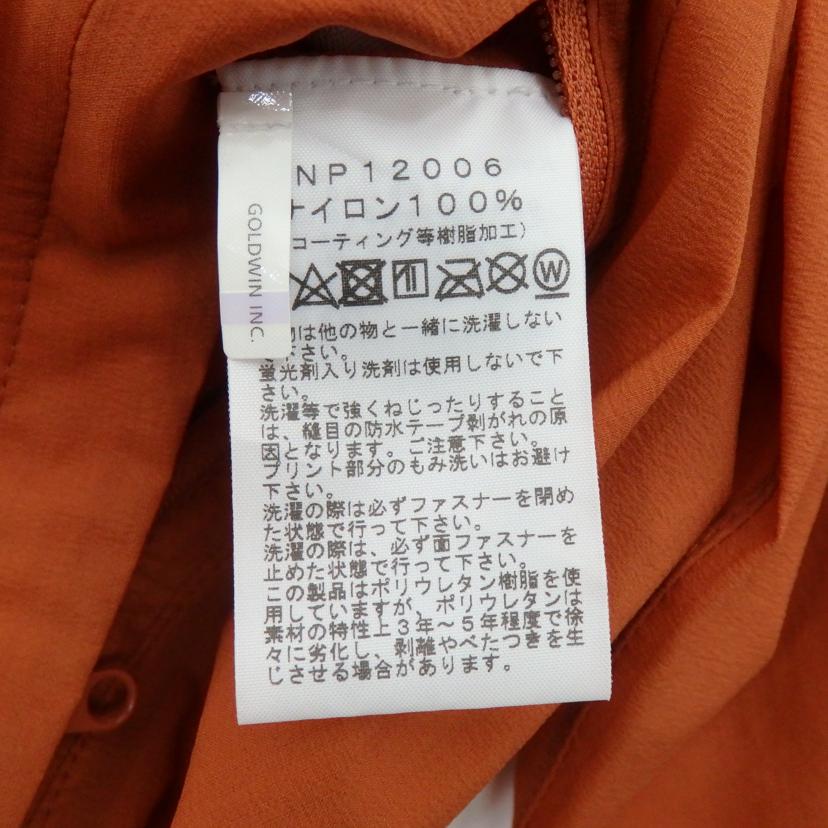 NP12006
ナイロン100%
コーティング等樹脂加工)
W
GOLDWIN INC.
物は他の物と一緒に洗濯しない
下さい。
蛍光剤入り洗剤は使用しないで下
さい。
洗濯等で強くねじったりすること
は、縫目の防水テープ剥がれの原
因となります。ご注意下さい。
プリント部分のもみ洗いはお避け
下さい。
洗濯の際は必ずファスナーを閉め
た状態で行って下さい。
洗濯の際は、必ず面ファスナーを
止めた状態で行って下さい。
この製品はポリウレタン樹脂を使
用していますが、ポリウレタンは
素材の特性上3年～5年程度で徐
々に劣化し、剥離やべたつきを生
じさせる場合があります。